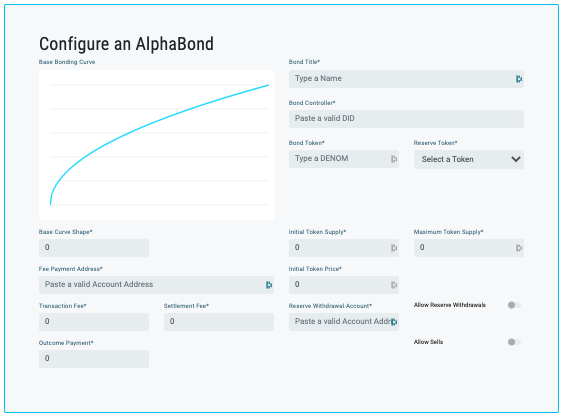 Configure an AlphaBond
Base Bonding Curve
Bond Title*
Type a Name
Bond Controller*
Paste a valid DID
Bond Token*
Reserve Token*
Type a DENOM
Select a Token
Base Curve Shape*
Initial Token Supply*
Maximum Token Supply*
0
0
0
Fee Payment Address*
Initial Token Price*
Paste a valid Account Address
0
Transaction Fee*
Settlement Fee*
Reserve Withdrawal Account*
Allow Reserve Withdrawals
0
0
Paste a valid Account Addr
Outcome Payment*
Allow Sells
0